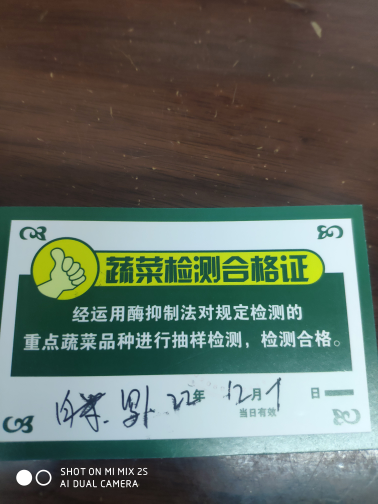 蔬菜检测合格证
经运用酶抑制法对规定检测的
重点蔬菜品种进行抽样检测，检测合格。
白菜. 22年 12月 日
当日有效
SHOT ON MI MIX 2S
AI DUAL CAMERA